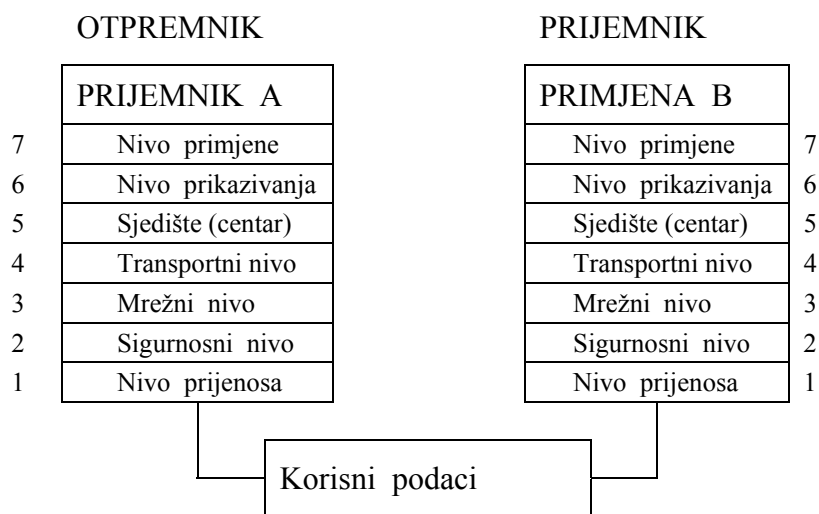 OTPREMNIK PRIJEMNIK
PRIJEMNIK A PRIMJENA B
7 Nivo primjene Nivo primjene 7
6 Nivo prikazivanja Nivo prikazivanja 6
5 Sjedište (centar) Sjedište (centar) 5
4 Transportni nivo Transportni nivo 4
3 Mrežni nivo Mrežni nivo 3
2 Sigurnosni nivo Sigurnosni nivo 2
1 Nivo prijenosa Nivo prijenosa 1
Korisni podaci